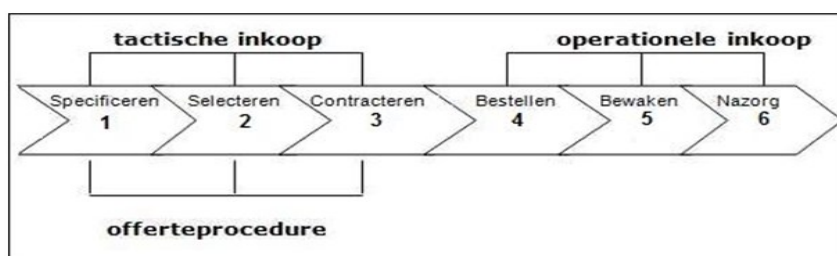 tactische inkoop operationele inkoop
Specificeren Selecteren Contracteren Bestellen Bewaken Nazorg
1 2 3 4 5 6
offerteprocedure